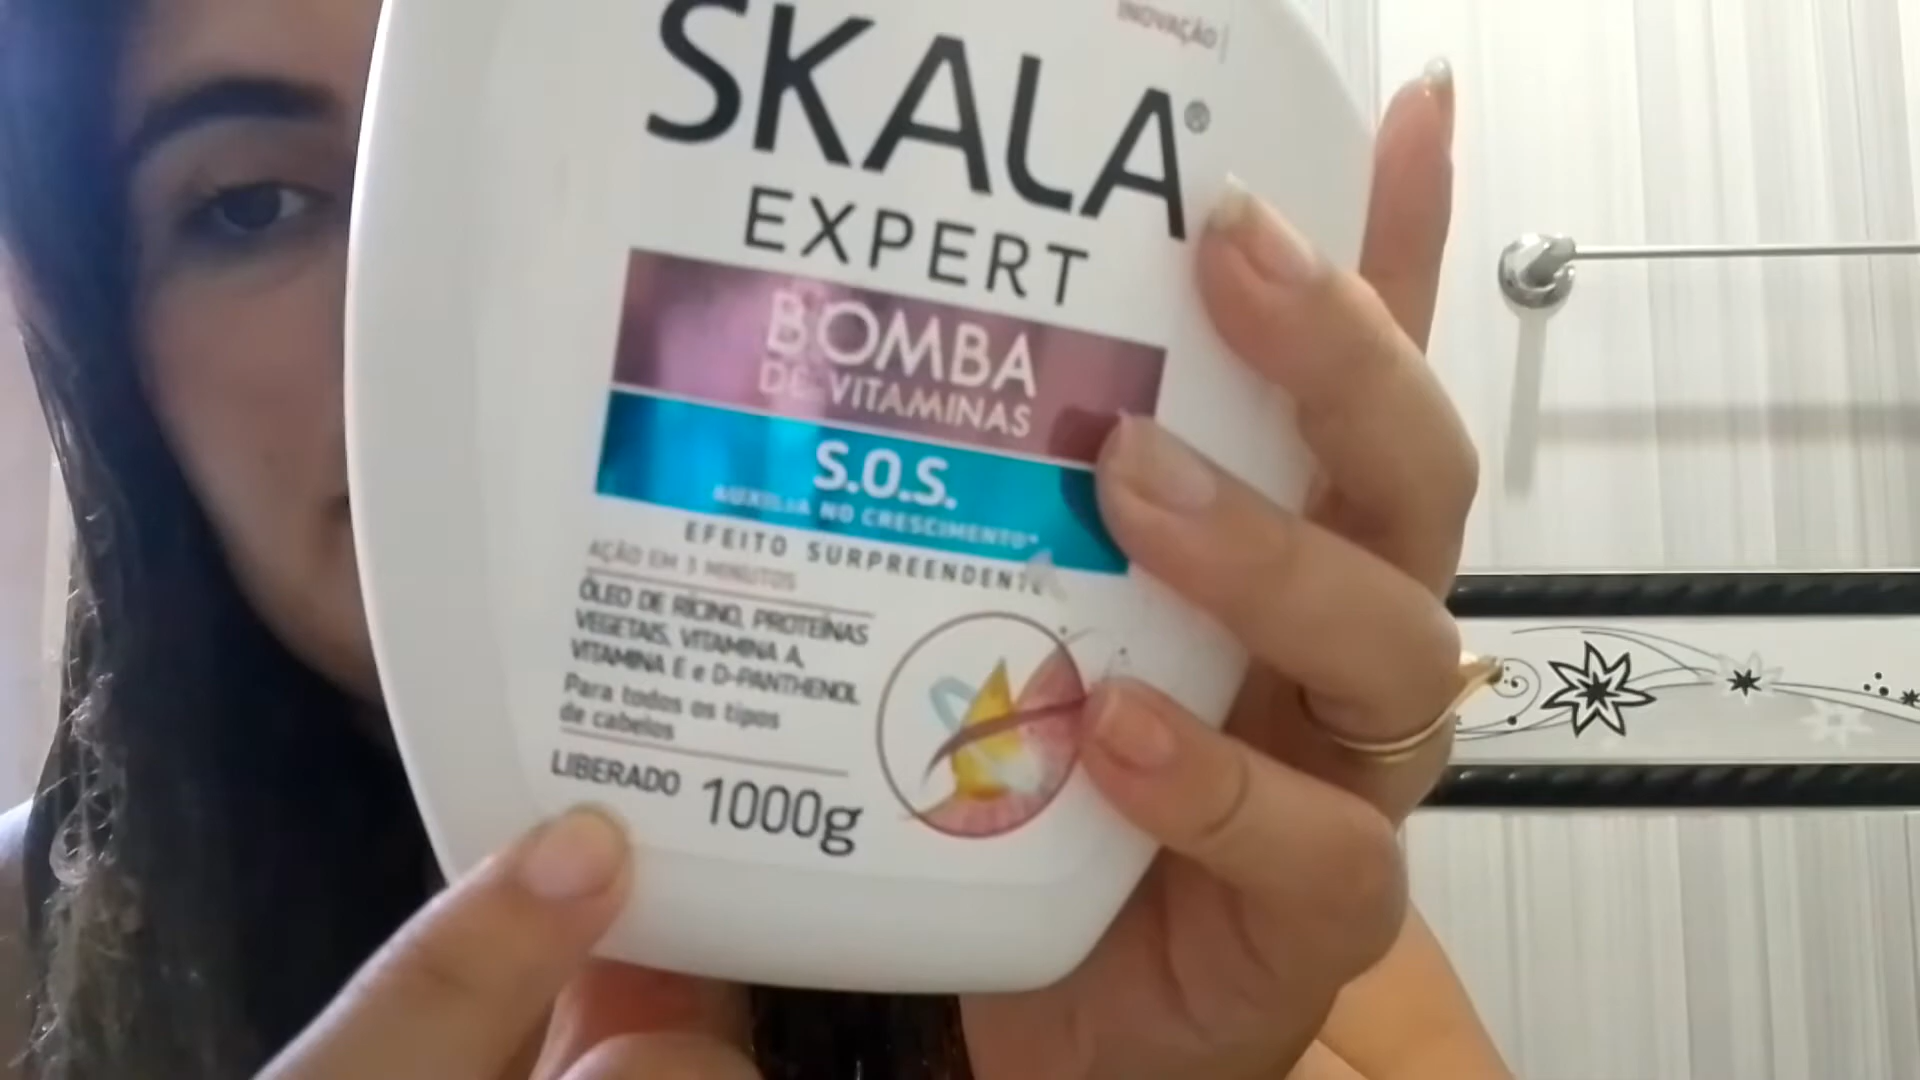 INOVAÇÃO
SKALA®
EXPERT
BOMBA
DE VITAMINAS
S.O.S.
AUXILIA NO CRESCIMENTO*
EFEITO SURPREENDENTE
AÇÃO EM 3 MINUTOS
ÓLEO DE RÍCINO, PROTEÍNAS
VEGETAIS, VITAMINA A,
VITAMINA E e D-PANTHENOL
Para todos os tipos
de cabelos
LIBERADO 1000g